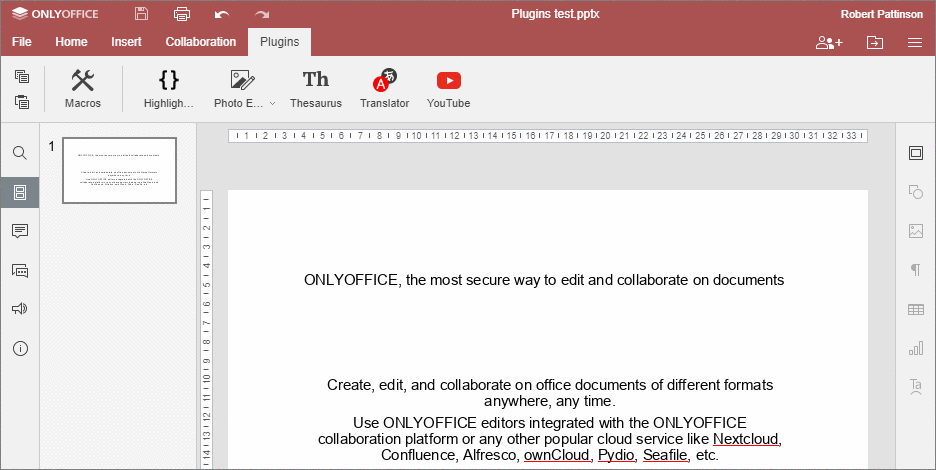 ONLYOFFICE Plugins test.pptx Robert Pattinson
File Home Insert Collaboration Plugins
Th
A
Macros Highligh... Photo E... Thesaurus Translator YouTube
1
1 2 3 4 5 6 7 8 9 10 11 12 13 14 15 16 17 18 19 20 21 22 23 24 25 26 27 28 29 30 31 32 33
1 2 3 4 5 6 7 8 9 10 11 12 13 14
ONLYOFFICE, the most secure way to edit and collaborate on documents
Create, edit, and collaborate on office documents of different formats
anywhere, any time.
Use ONLYOFFICE editors integrated with the ONLYOFFICE
collaboration platform or any other popular cloud service like Nextcloud,
Confluence, Alfresco, ownCloud, Pydio, Seafile, etc.
Ta